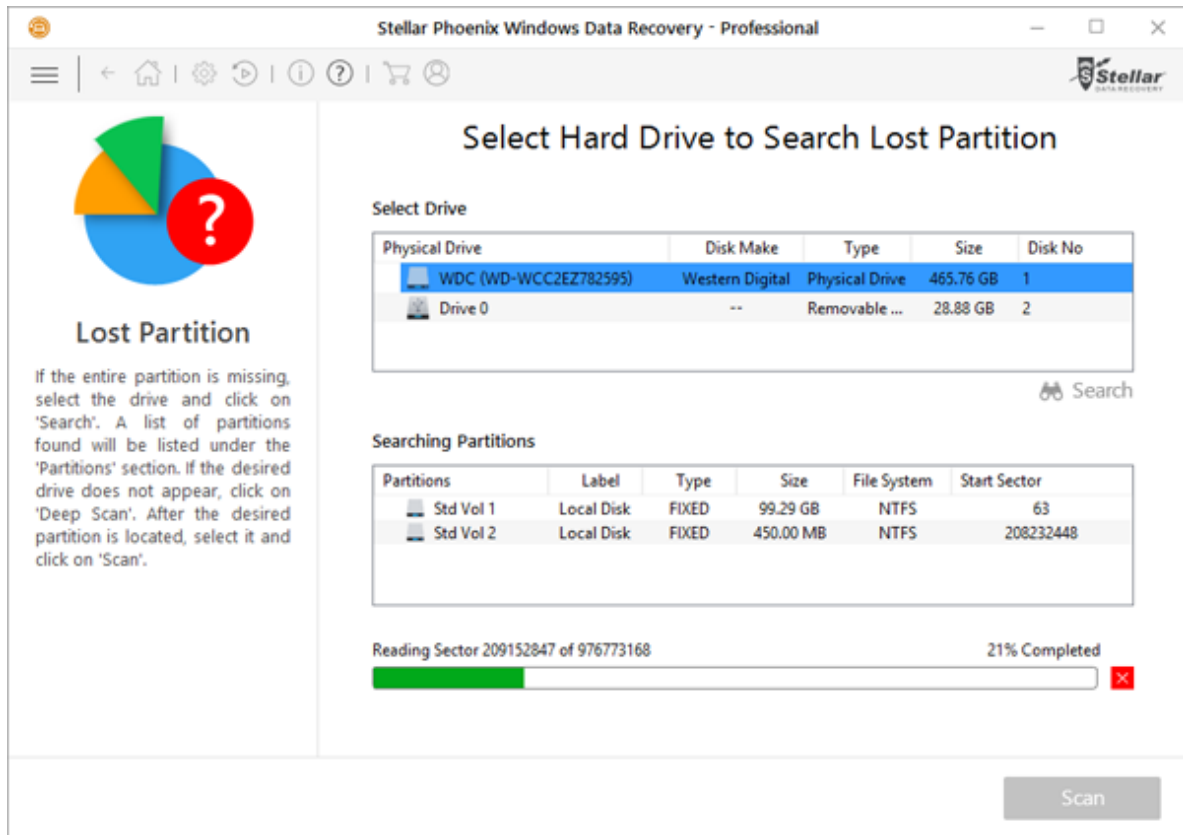 Stellar Phoenix Windows Data Recovery - Professional
Stellar
DATA RECOVERY
?
Lost Partition
If the entire partition is missing,
select the drive and click on
'Search'. A list of partitions
found will be listed under the
'Partitions' section. If the desired
drive does not appear, click on
'Deep Scan'. After the desired
partition is located, select it and
click on 'Scan'.
Select Hard Drive to Search Lost Partition
Select Drive
Physical Drive Disk Make Type Size Disk No
WDC (WD-WCC2EZ782595) Western Digital Physical Drive 465.76 GB 1
Drive 0 -- Removable ... 28.88 GB 2
Search
Searching Partitions
Partitions Label Type Size File System Start Sector
Std Vol 1 Local Disk FIXED 99.29 GB NTFS 63
Std Vol 2 Local Disk FIXED 450.00 MB NTFS 208232448
Reading Sector 209152847 of 976773168 21% Completed
Scan